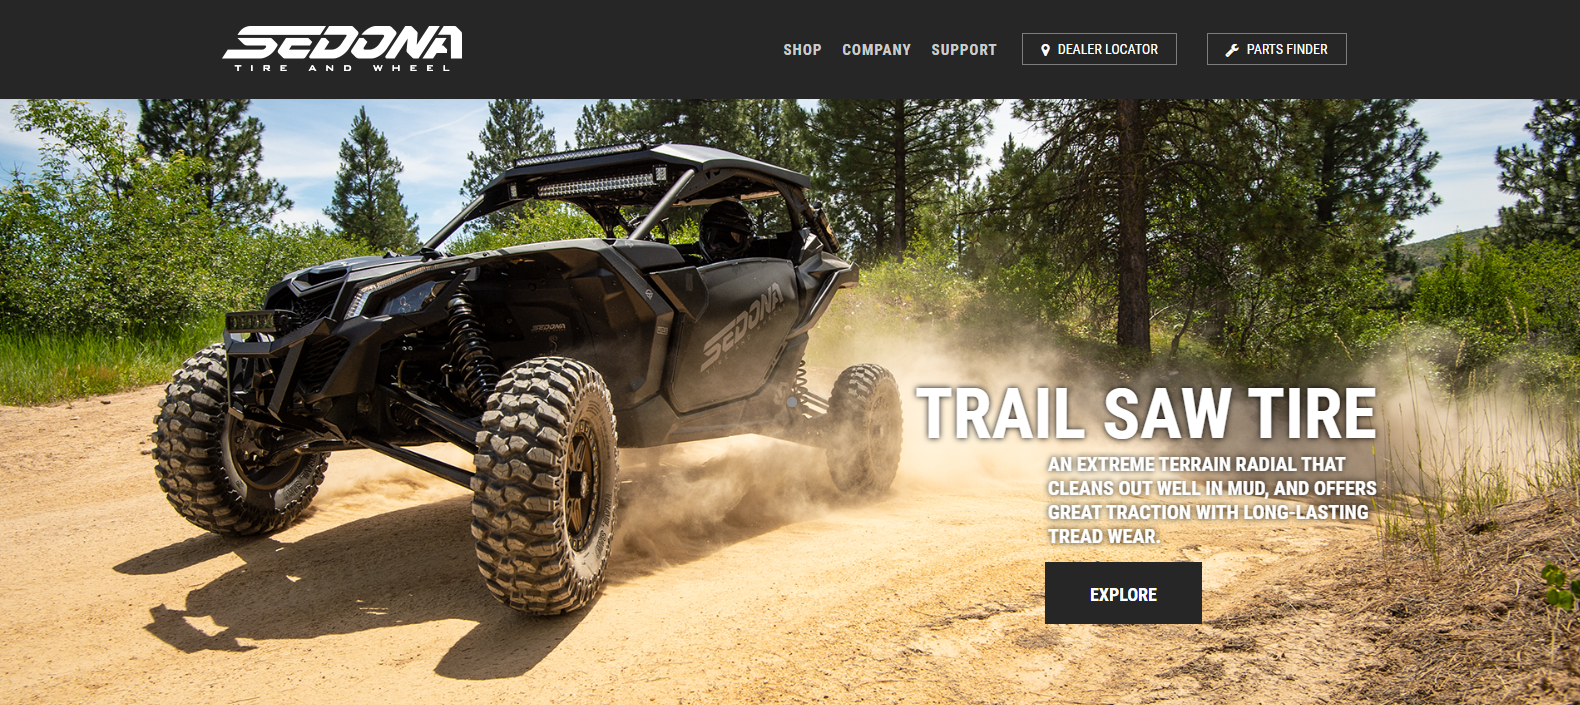 SEDONA
TIRE AND WHEEL
SHOP COMPANY SUPPORT DEALER LOCATOR PARTS FINDER
SEDONA
SEDONA
TRAIL SAW TIRE
AN EXTREME TERRAIN RADIAL THAT
CLEANS OUT WELL IN MUD, AND OFFERS
GREAT TRACTION WITH LONG-LASTING
TREAD WEAR.
EXPLORE